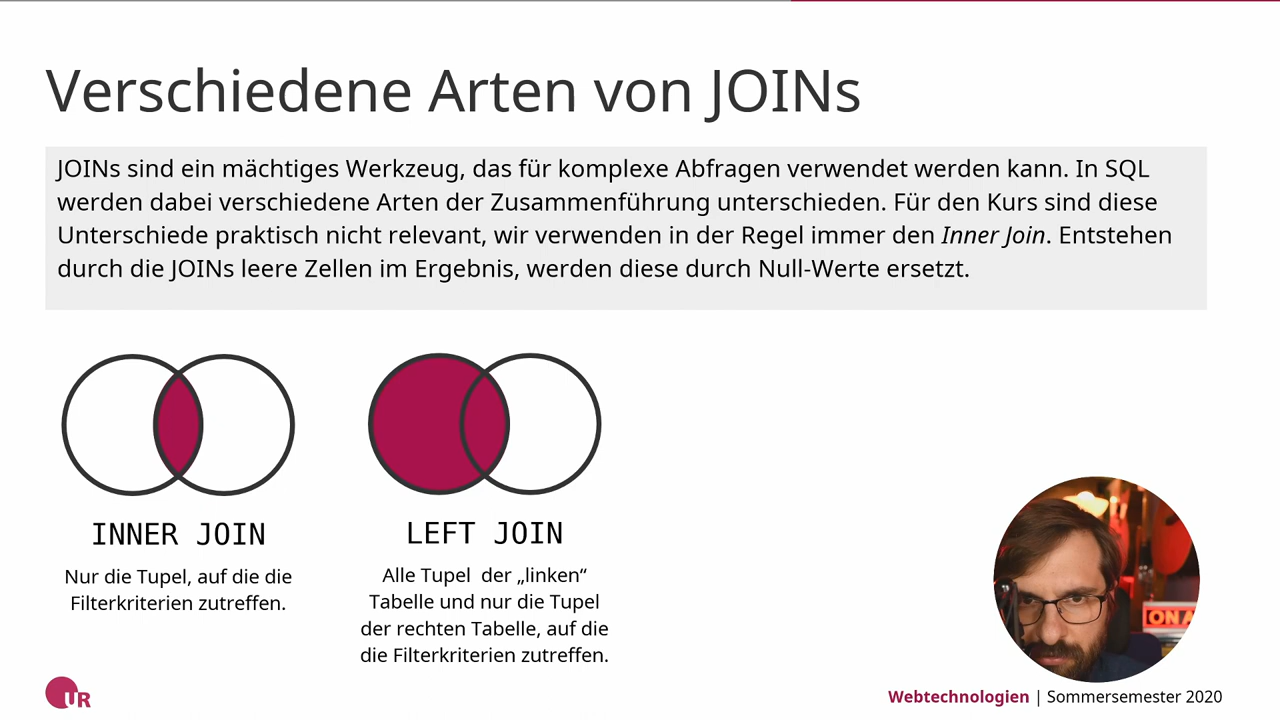 Verschiedene Arten von JOINs
JOINs sind ein mächtiges Werkzeug, das für komplexe Abfragen verwendet werden kann. In SQL
werden dabei verschiedene Arten der Zusammenführung unterschieden. Für den Kurs sind diese
Unterschiede praktisch nicht relevant, wir verwenden in der Regel immer den Inner Join. Entstehen
durch die JOINs leere Zellen im Ergebnis, werden diese durch Null-Werte ersetzt.
INNER JOIN
Nur die Tupel, auf die die
Filterkriterien zutreffen.
LEFT JOIN
Alle Tupel der „linken“
Tabelle und nur die Tupel
der rechten Tabelle, auf die
die Filterkriterien zutreffen.
ON A
UR
Webtechnologien | Sommersemester 2020